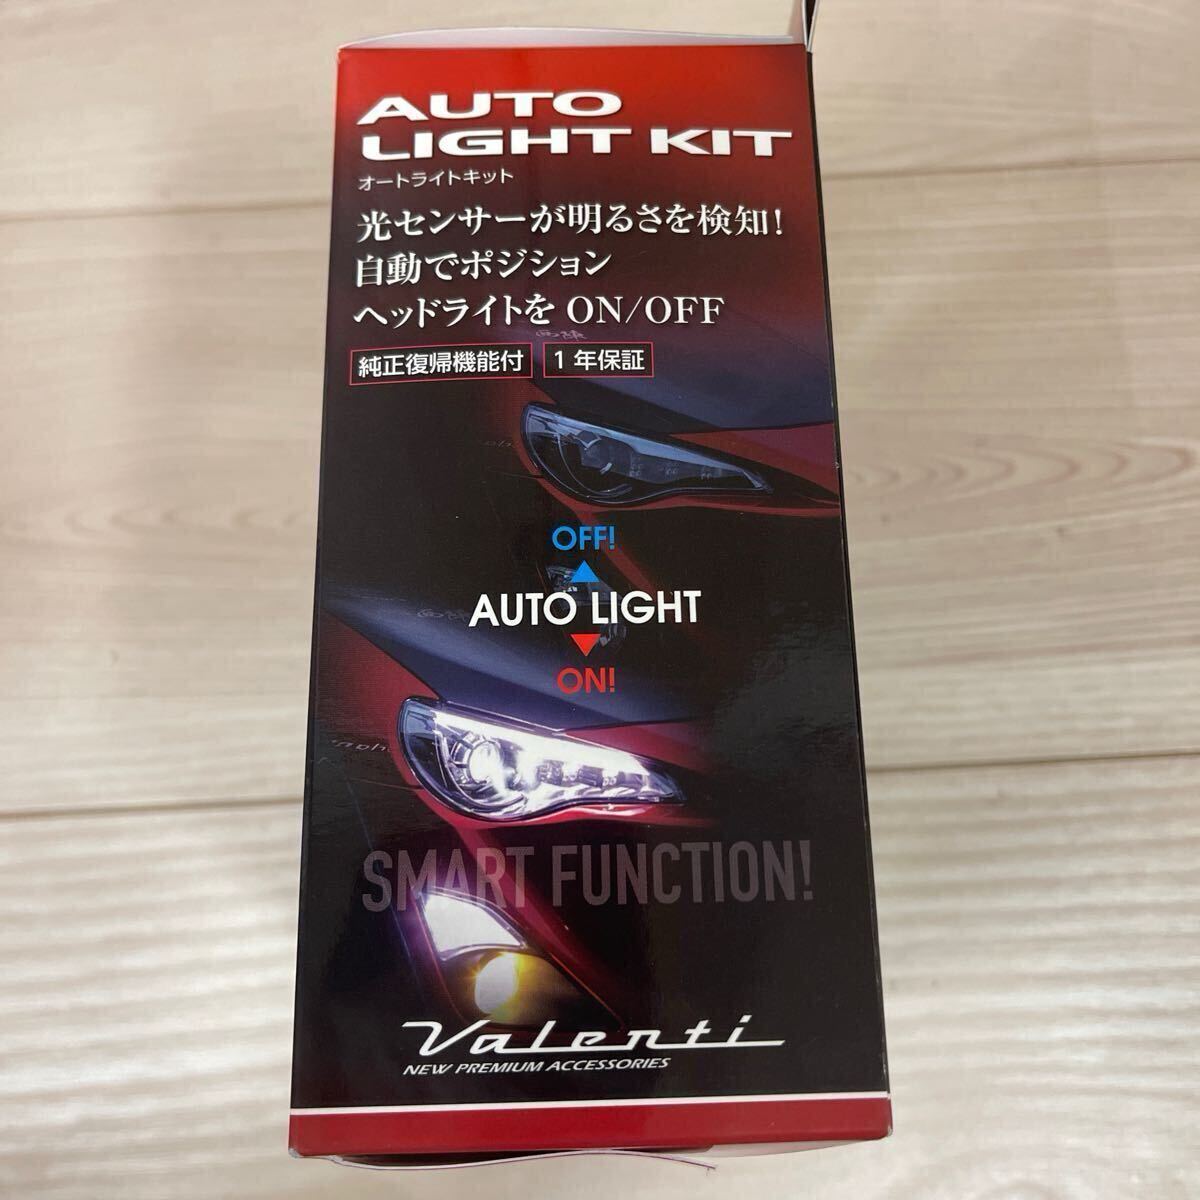 AUTO
LIGHT KIT
オートライトキット
光センサーが明るさを検知!
自動でポジション
ヘッドライトを ON/OFF
純正復帰機能付 1年保証
OFF!
AUTO LIGHT
ON!
SMART FUNCTION!
Valenti
NEW PREMIUM ACCESSORIES